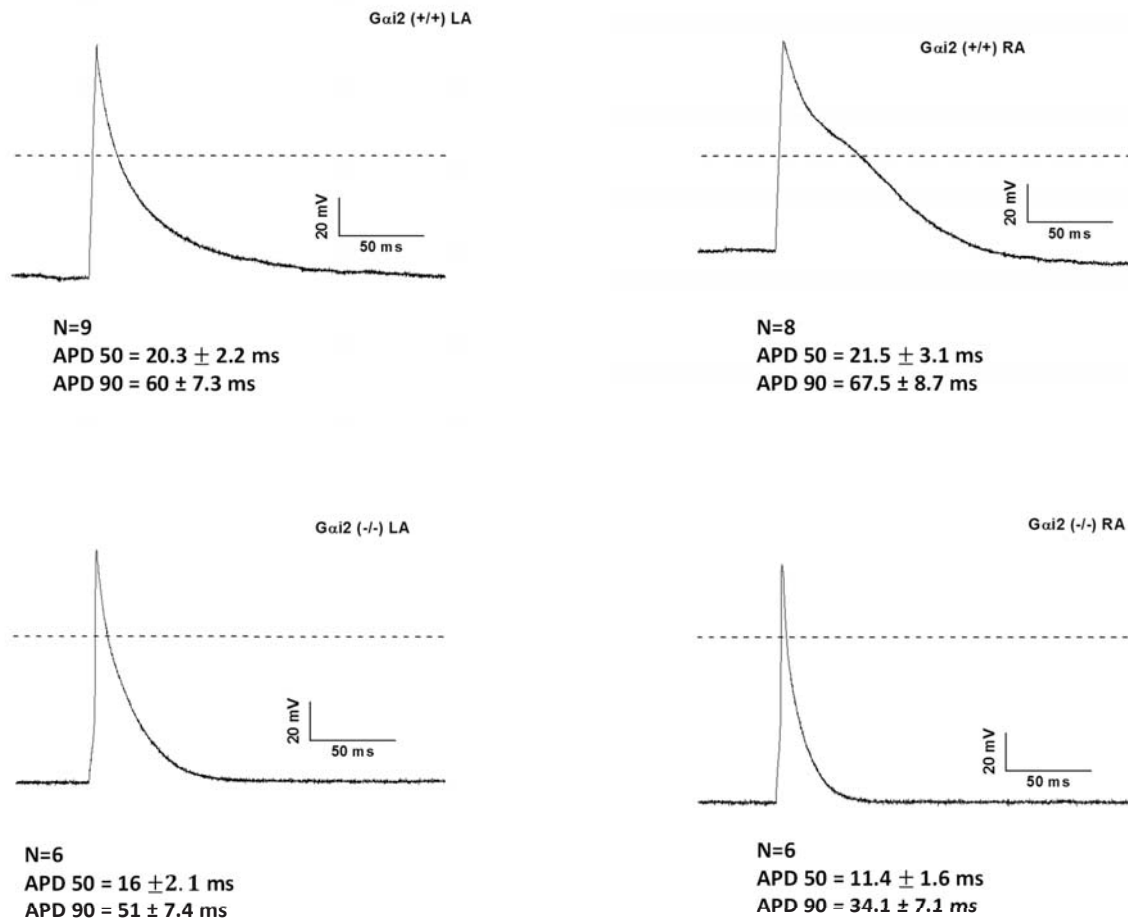 Gαi2 (+/+) LA
20 mV
50 ms
N=9
APD 50 = 20.3 ± 2.2 ms
APD 90 = 60 ± 7.3 ms
Gαi2 (+/+) RA
20 mV
50 ms
N=8
APD 50 = 21.5 ± 3.1 ms
APD 90 = 67.5 ± 8.7 ms
Gαi2 (-/-) LA
20 mV
50 ms
N=6
APD 50 = 16 ±2.1 ms
APD 90 = 51 ± 7.4 ms
Gαi2 (-/-) RA
20 mV
50 ms
N=6
APD 50 = 11.4 ± 1.6 ms
APD 90 = 34.1 ± 7.1 ms